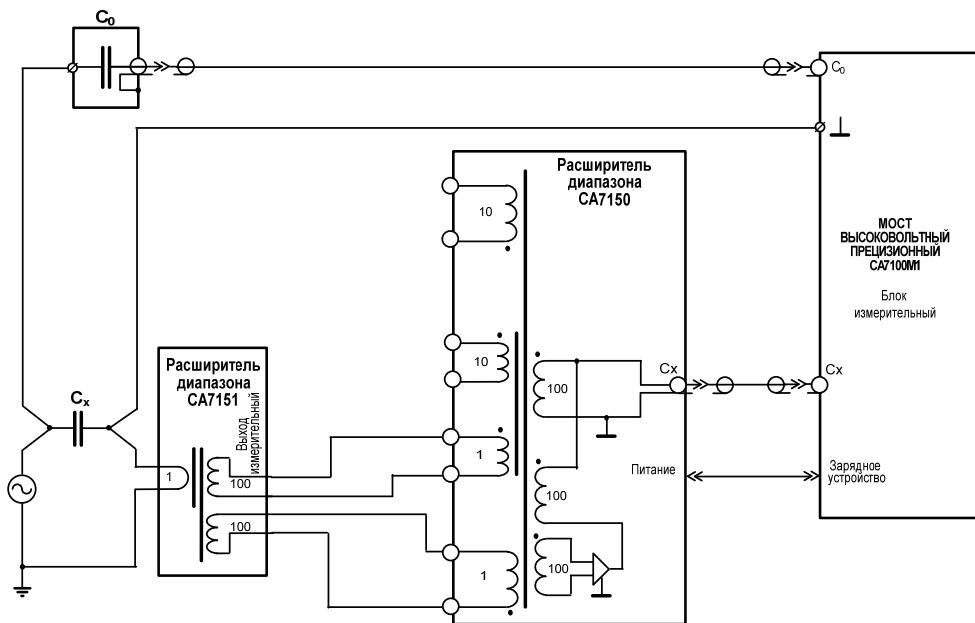 C₀
C₀
Расширитель
диапазона
СА7150
10
МОСТ
ВЫСОКОВОЛЬТНЫЙ
ПРЕЦИЗИОННЫЙ
СА7100М1
Блок
измерительный
10
100
Cx
Cx
Расширитель
диапазона
СА7151
Cₓ
Выход
измерительный
1
1
100
100
100
Питание
Зарядное
устройство
1
100